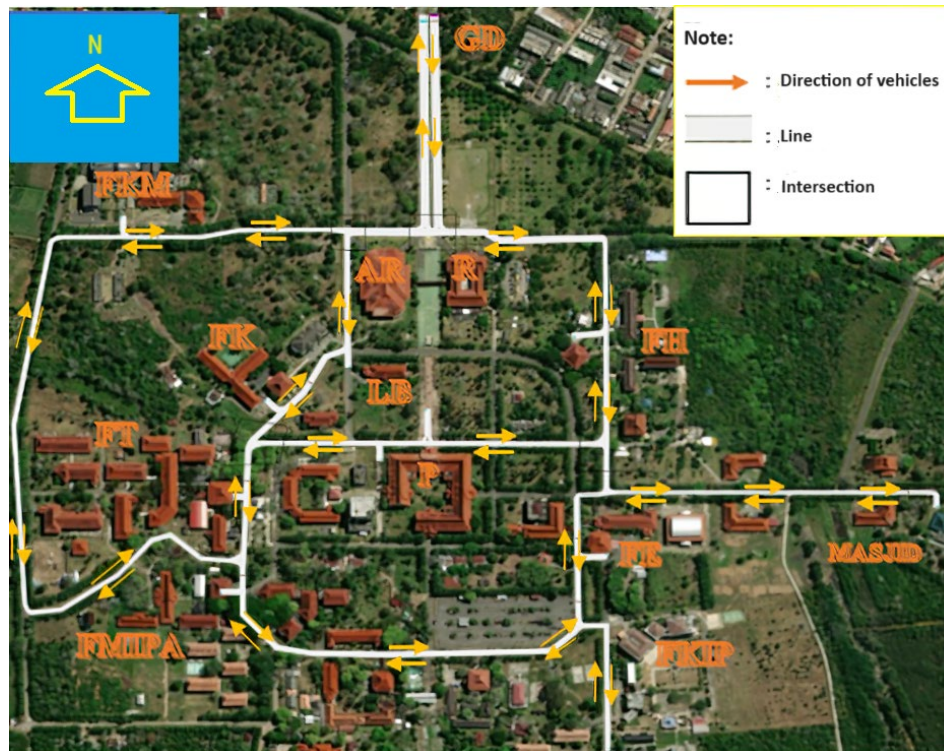 N
GD
Note:
: Direction of vehicles
: Line
: Intersection
FKM
AR
R
FK
FH
LB
FT
P
FE
MASJID
FMIPA
FKIP